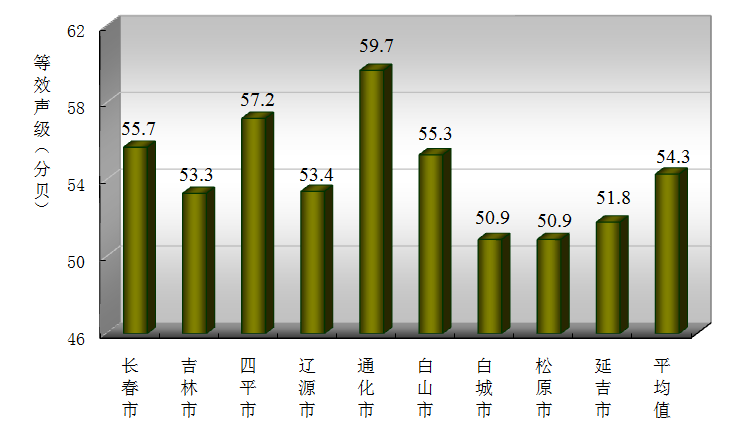 62
58
54
50
46
等效声级（分贝）
55.7
53.3
57.2
53.4
59.7
55.3
50.9
50.9
51.8
54.3
长春市
吉林市
四平市
辽源市
通化市
白山市
白城市
松原市
延吉市
平均值